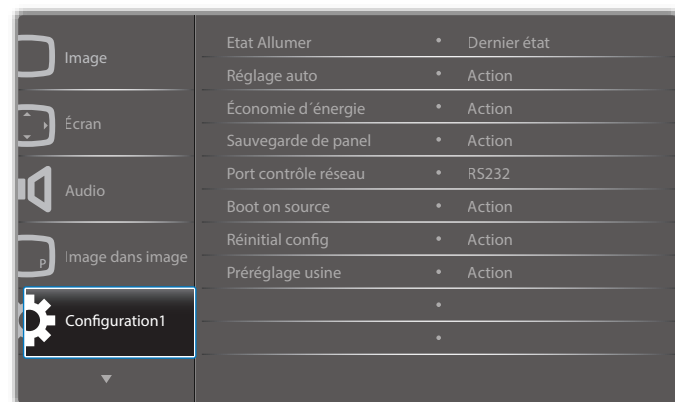 Image
Écran
Audio
P
Image dans image
Configuration1
Etat Allumer • Dernier état
Réglage auto • Action
Économie d´énergie • Action
Sauvegarde de panel • Action
Port contrôle réseau • RS232
Boot on source • Action
Réinitial config • Action
Préréglage usine • Action
•
•